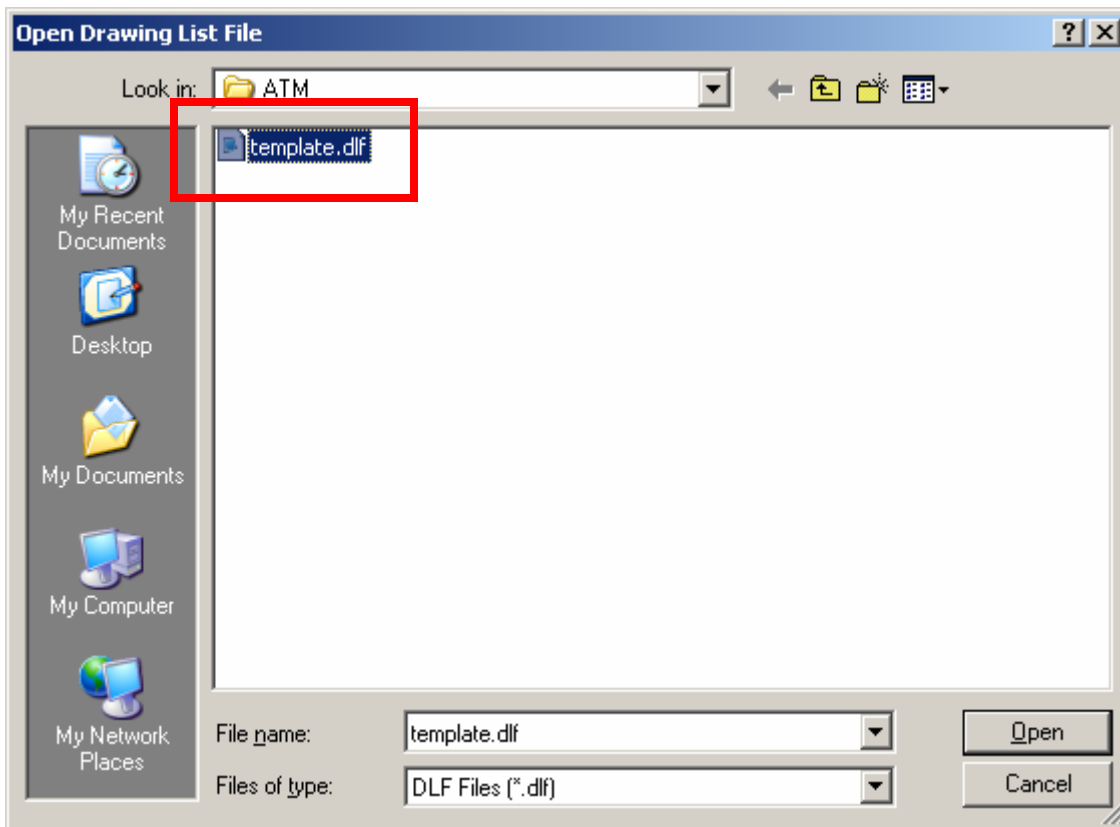 Open Drawing List File
Look in: ATM
template.dlf
My Recent
Documents
Desktop
My Documents
My Computer
My Network
Places
File name: template.dlf Open
Files of type: DLF Files (*.dlf) Cancel